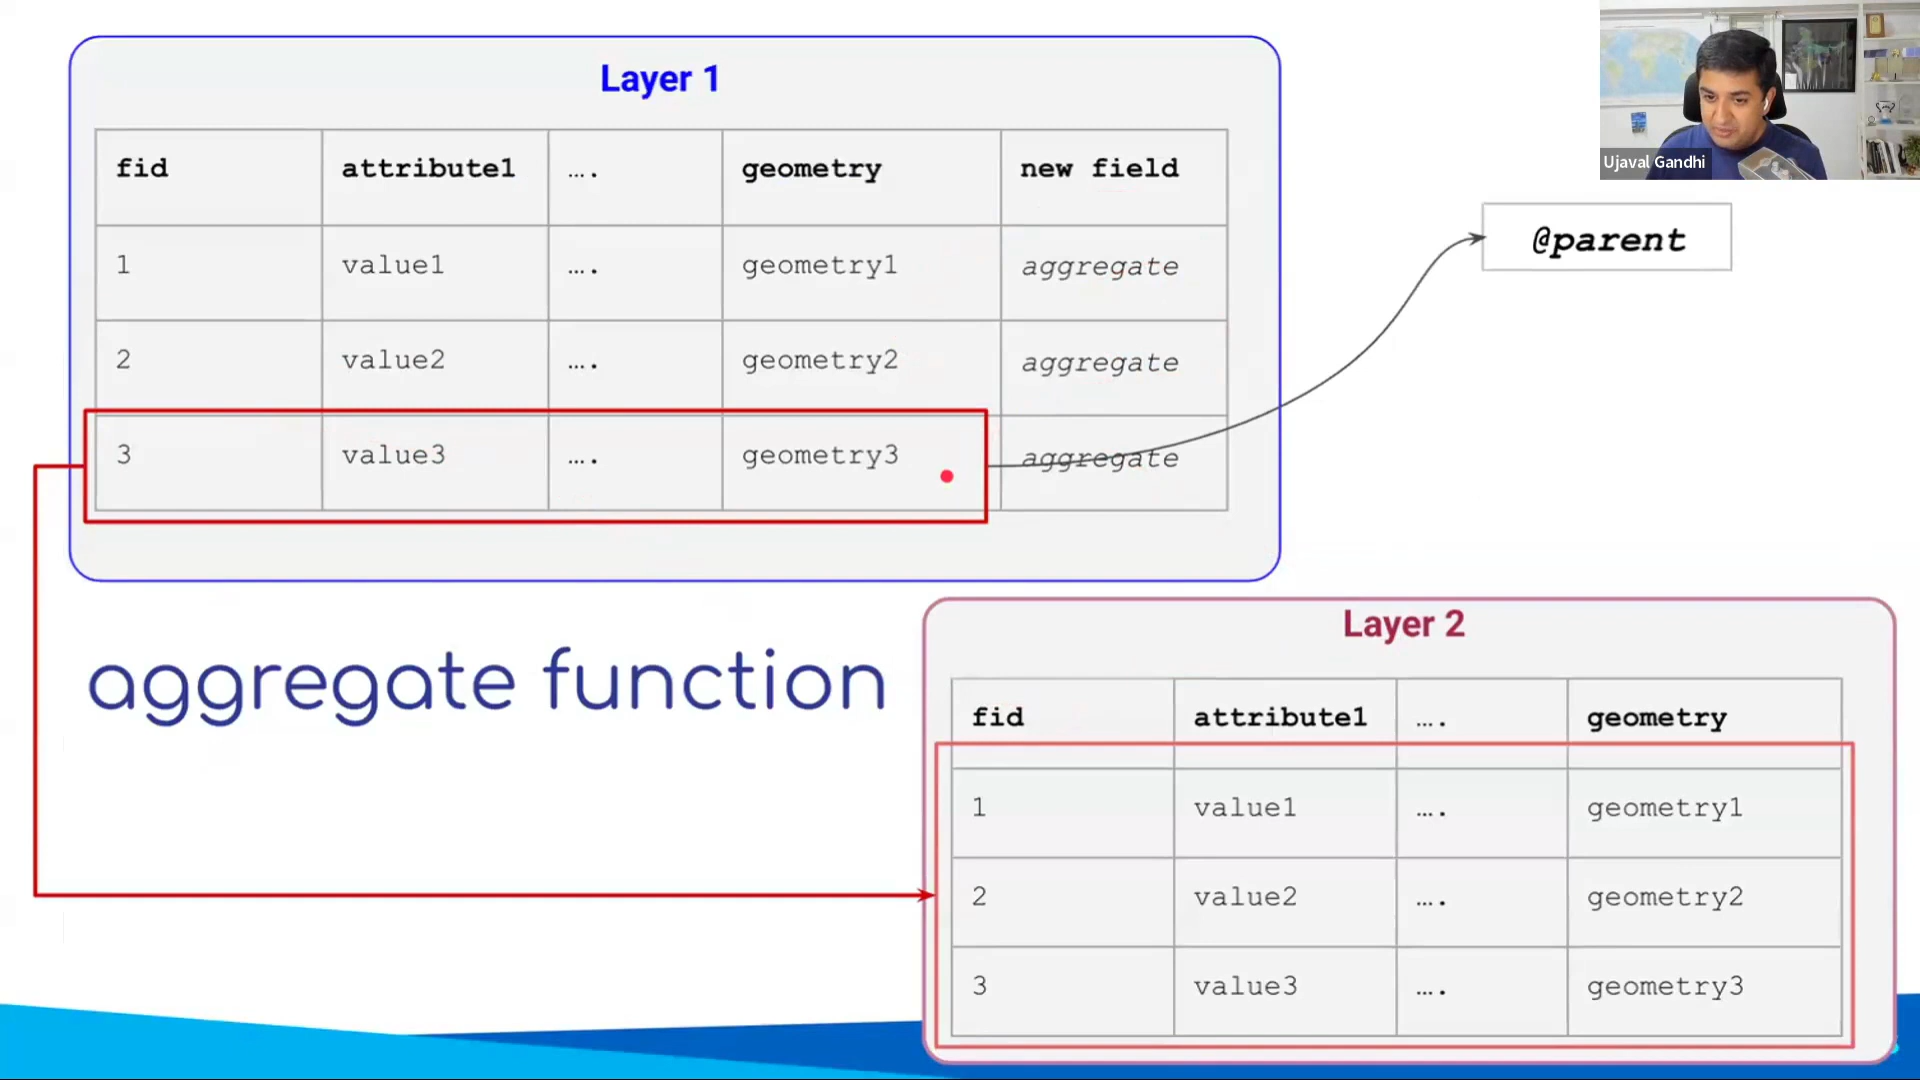 Layer 1
fid attribute1 …. geometry new field
1 value1 …. geometry1 aggregate
2 value2 …. geometry2 aggregate
3 value3 …. geometry3 aggregate
@parent
Ujaval Gandhi
aggregate function
Layer 2
fid attribute1 …. geometry
1 value1 …. geometry1
2 value2 …. geometry2
3 value3 …. geometry3